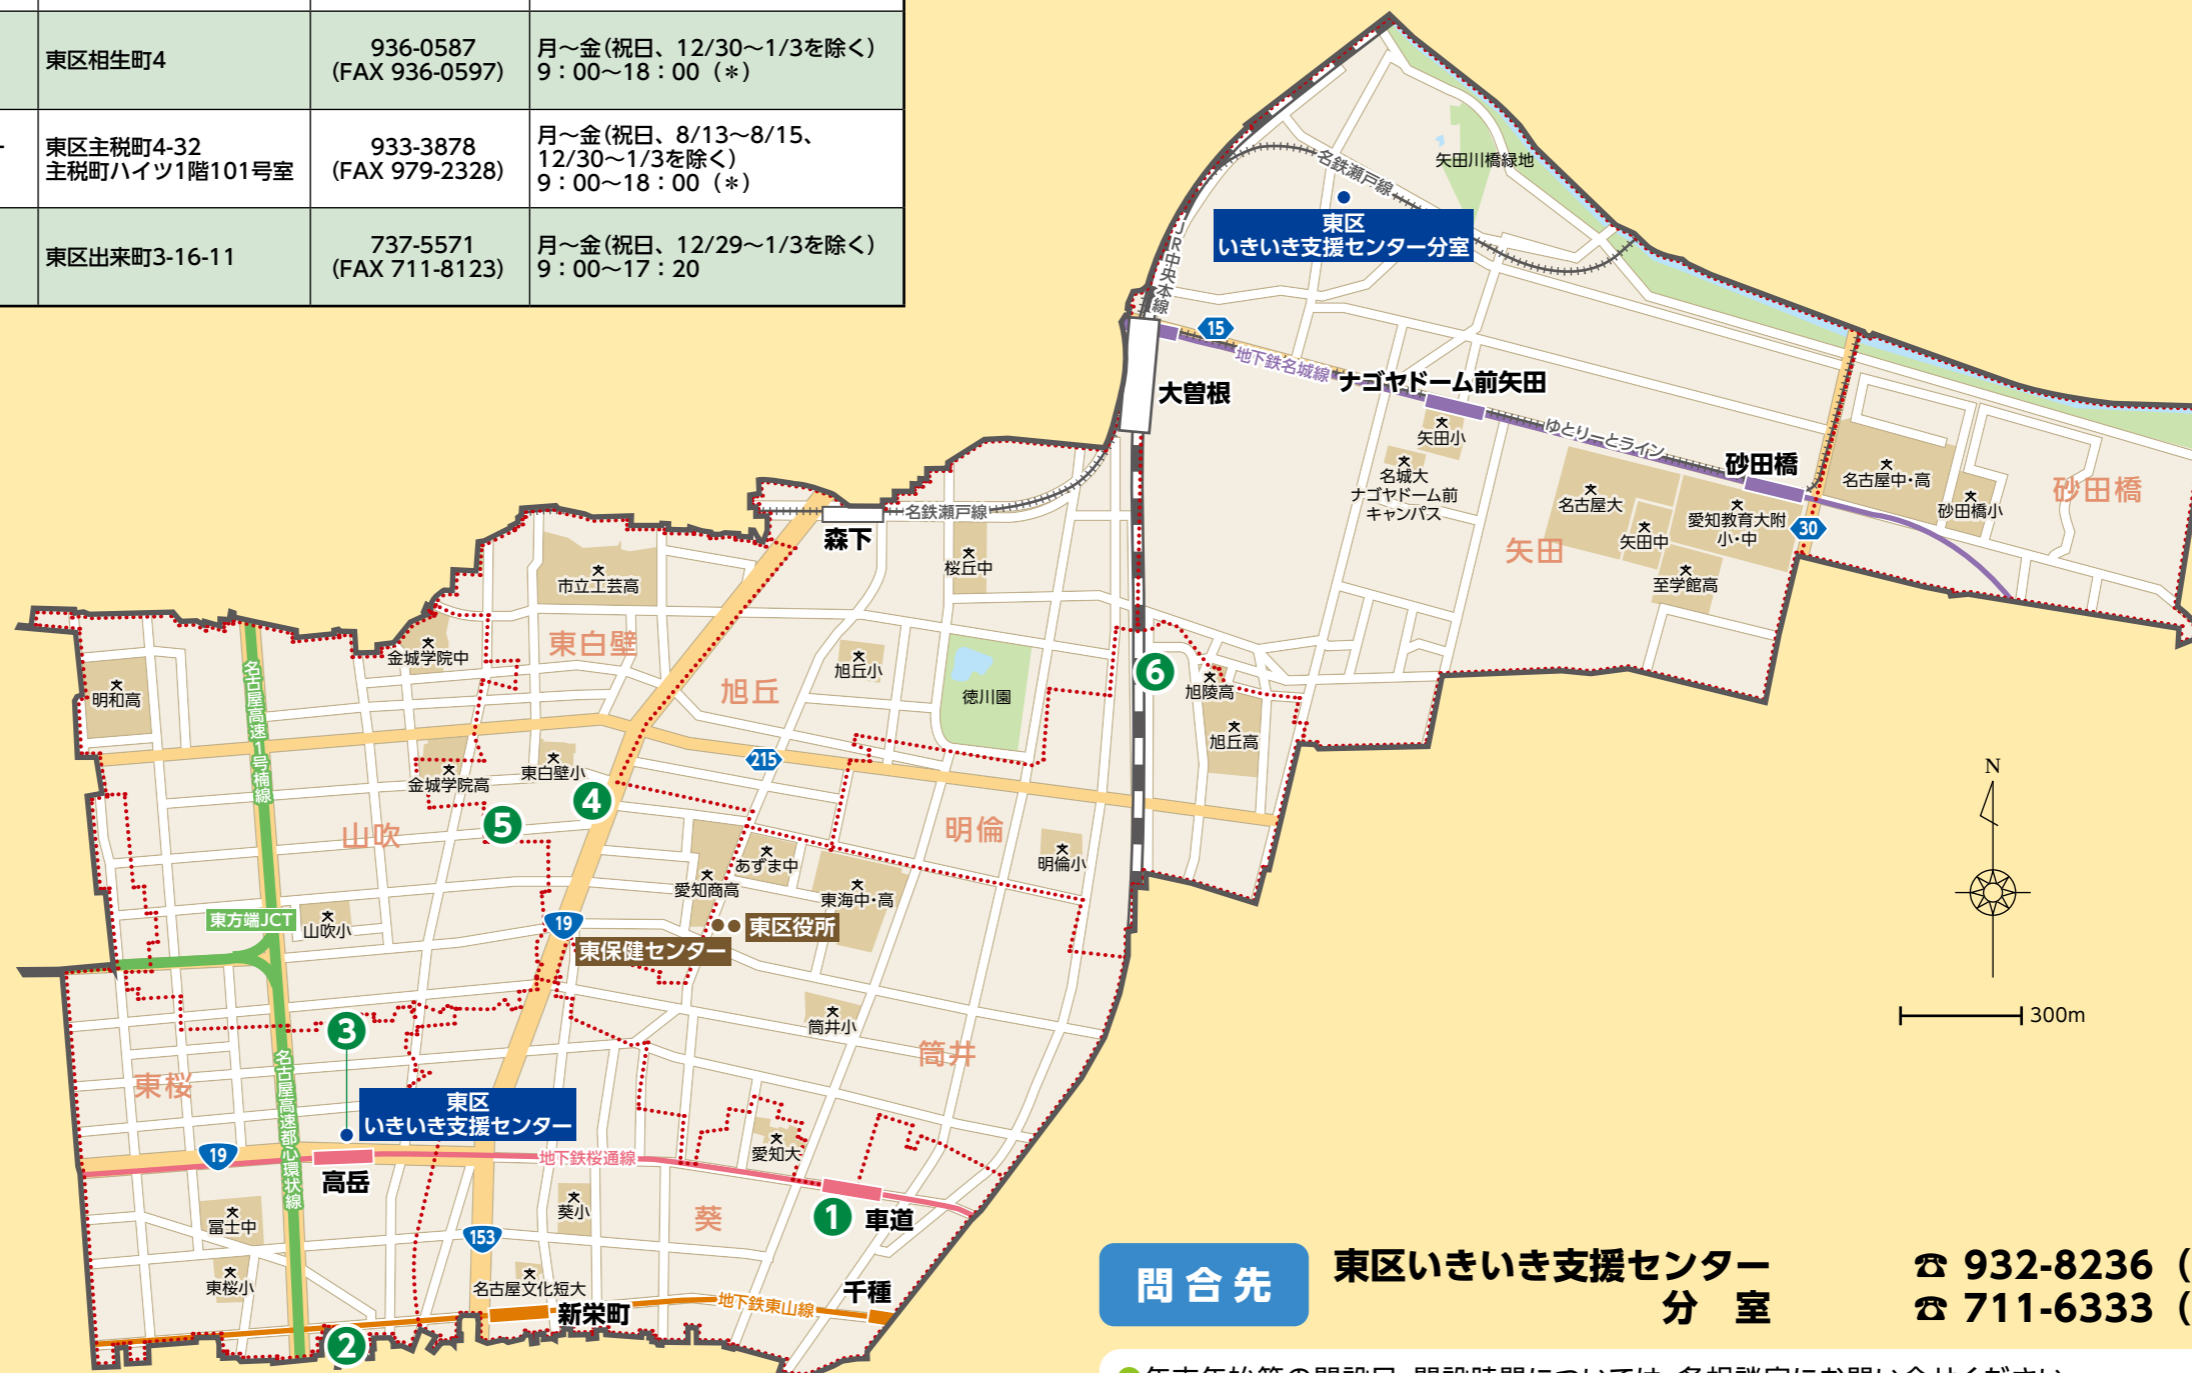 東区相生町4
936-0587
(FAX 936-0597)
月～金(祝日、12/30～1/3を除く)
9：00～18：00（＊）
東区主税町4-32
主税町ハイツ1階101号室
933-3878
(FAX 979-2328)
月～金(祝日、8/13～8/15、
12/30～1/3を除く)
9：00～18：00（＊）
東区出来町3-16-11
737-5571
(FAX 711-8123)
月～金(祝日、12/29～1/3を除く)
9：00～17：20
矢田川橋緑地
名鉄瀬戸線
東区
いきいき支援センター分室
JR中央本線
15
地下鉄名城線
大曽根
ナゴヤドーム前矢田
矢田小
ゆとりーとライン
名城大
ナゴヤドーム前
キャンパス
砂田橋
名古屋中・高
砂田橋小
砂田橋
名古屋大
矢田中
愛知教育大附
小・中
30
矢田
至学館高
名鉄瀬戸線
森下
桜丘中
市立工芸高
東白壁
金城学院中
明和高
名古屋高速1号楠線
旭丘
旭丘小
徳川園
6
旭陵高
旭丘高
215
金城学院高
東白壁小
4
5
山吹
明倫
明倫小
あずま中
愛知商高
東海中・高
東方端JCT
山吹小
19
東区役所
東保健センター
筒井小
筒井
3
東桜
名古屋高速都心環状線
東区
いきいき支援センター
19
高岳
地下鉄桜通線
愛知大
冨士中
葵小
葵
1
車道
153
東桜小
名古屋文化短大
新栄町
地下鉄東山線
千種
2
N
300m
問合先
東区いきいき支援センター
☎ 932-8236（
分　室
☎ 711-6333（